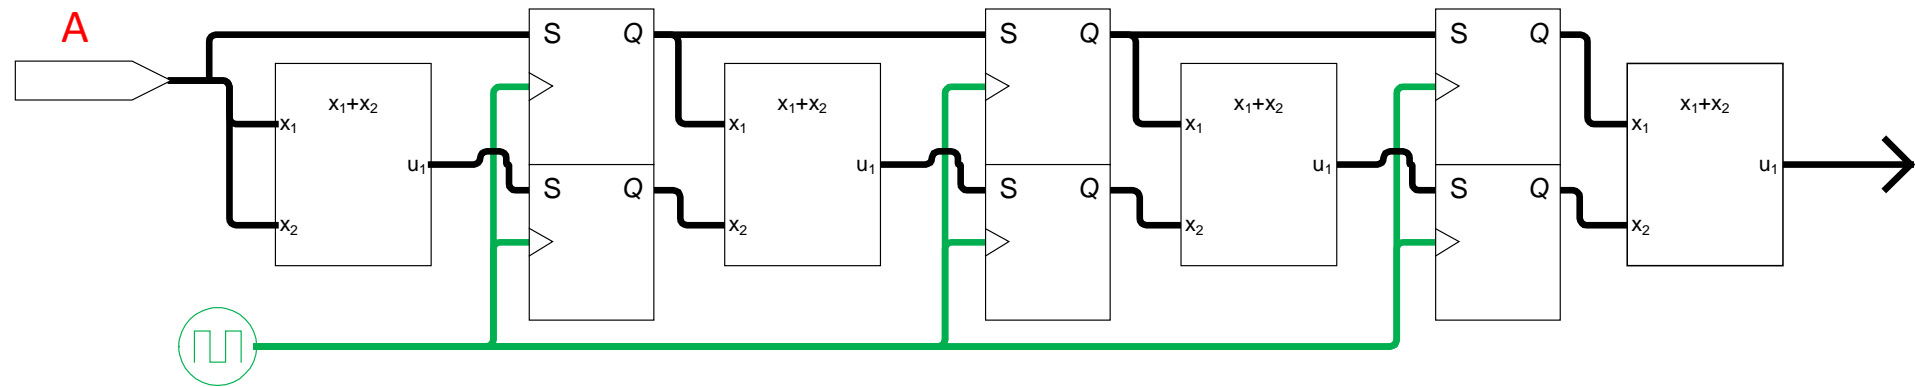 A
x₁+x₂
x₁
x₂
u₁
S Q
S Q
x₁+x₂
x₁
x₂
u₁
S Q
S Q
x₁+x₂
x₁
x₂
u₁
S Q
S Q
x₁+x₂
x₁
x₂
u₁